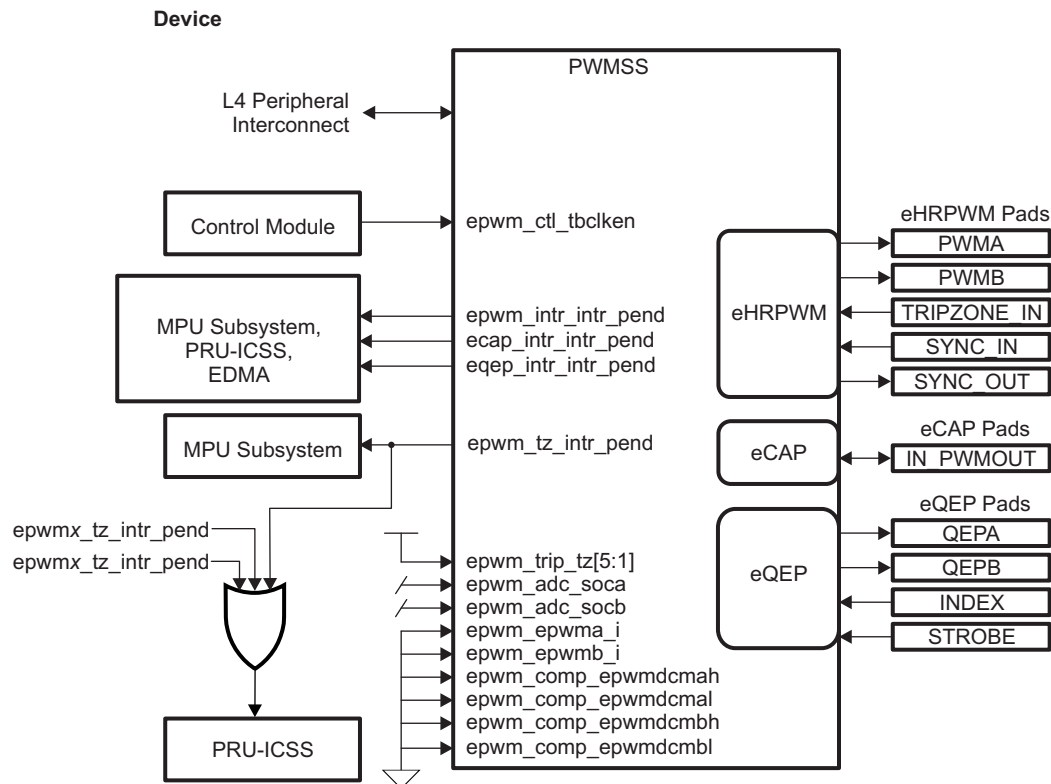 Device
PWMSS
L4 Peripheral
Interconnect
Control Module
epwm_ctl_tbclken
MPU Subsystem,
PRU-ICSS,
EDMA
epwm_intr_intr_pend
ecap_intr_intr_pend
eqep_intr_intr_pend
MPU Subsystem
epwm_tz_intr_pend
epwmx_tz_intr_pend
epwmx_tz_intr_pend
PRU-ICSS
epwm_trip_tz[5:1]
epwm_adc_soca
epwm_adc_socb
epwm_epwma_i
epwm_epwmb_i
epwm_comp_epwmdcmah
epwm_comp_epwmdcmal
epwm_comp_epwmdcmbh
epwm_comp_epwmdcmbl
eHRPWM
eHRPWM Pads
PWMA
PWMB
TRIPZONE_IN
SYNC_IN
SYNC_OUT
eCAP
eCAP Pads
IN_PWMOUT
eQEP
eQEP Pads
QEPA
QEPB
INDEX
STROBE